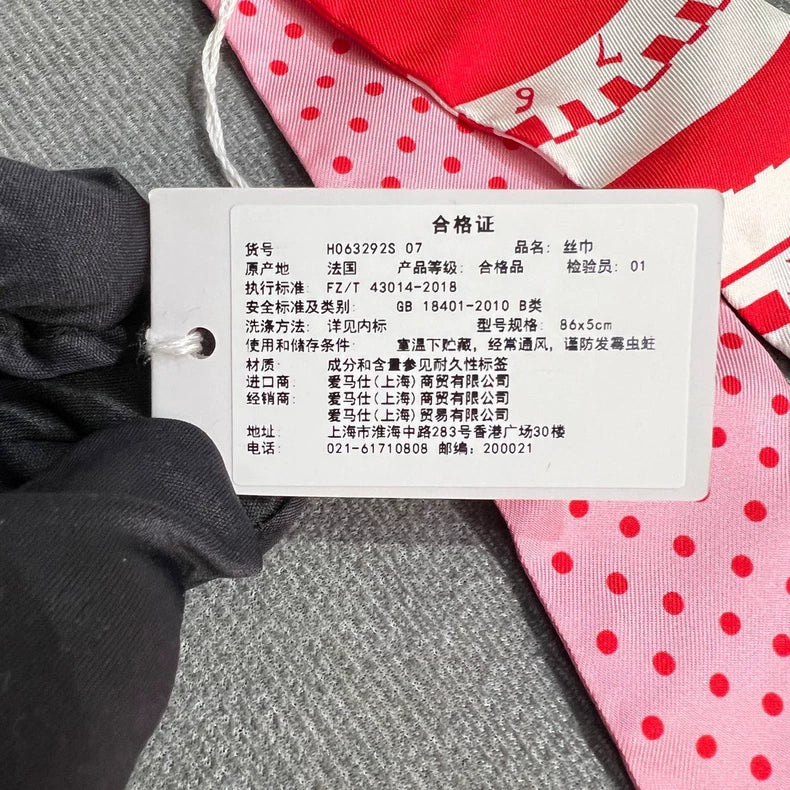 7
6
合格证
货号 H063292S 07 品名: 丝巾
原产地 法国 产品等级: 合格品 检验员: 01
执行标准: FZ/T 43014-2018
安全标准及类别: GB 18401-2010 B类
洗涤方法: 详见内标 型号规格: 86x5cm
使用和储存条件: 室温下贮藏, 经常通风, 谨防发霉虫蛀
材质: 成分和含量参见耐久性标签
进口商: 爱马仕(上海)商贸有限公司
经销商: 爱马仕(上海)商贸有限公司
爱马仕(上海)贸易有限公司
地址: 上海市淮海中路283号香港广场30楼
电话: 021-61710808 邮编: 200021